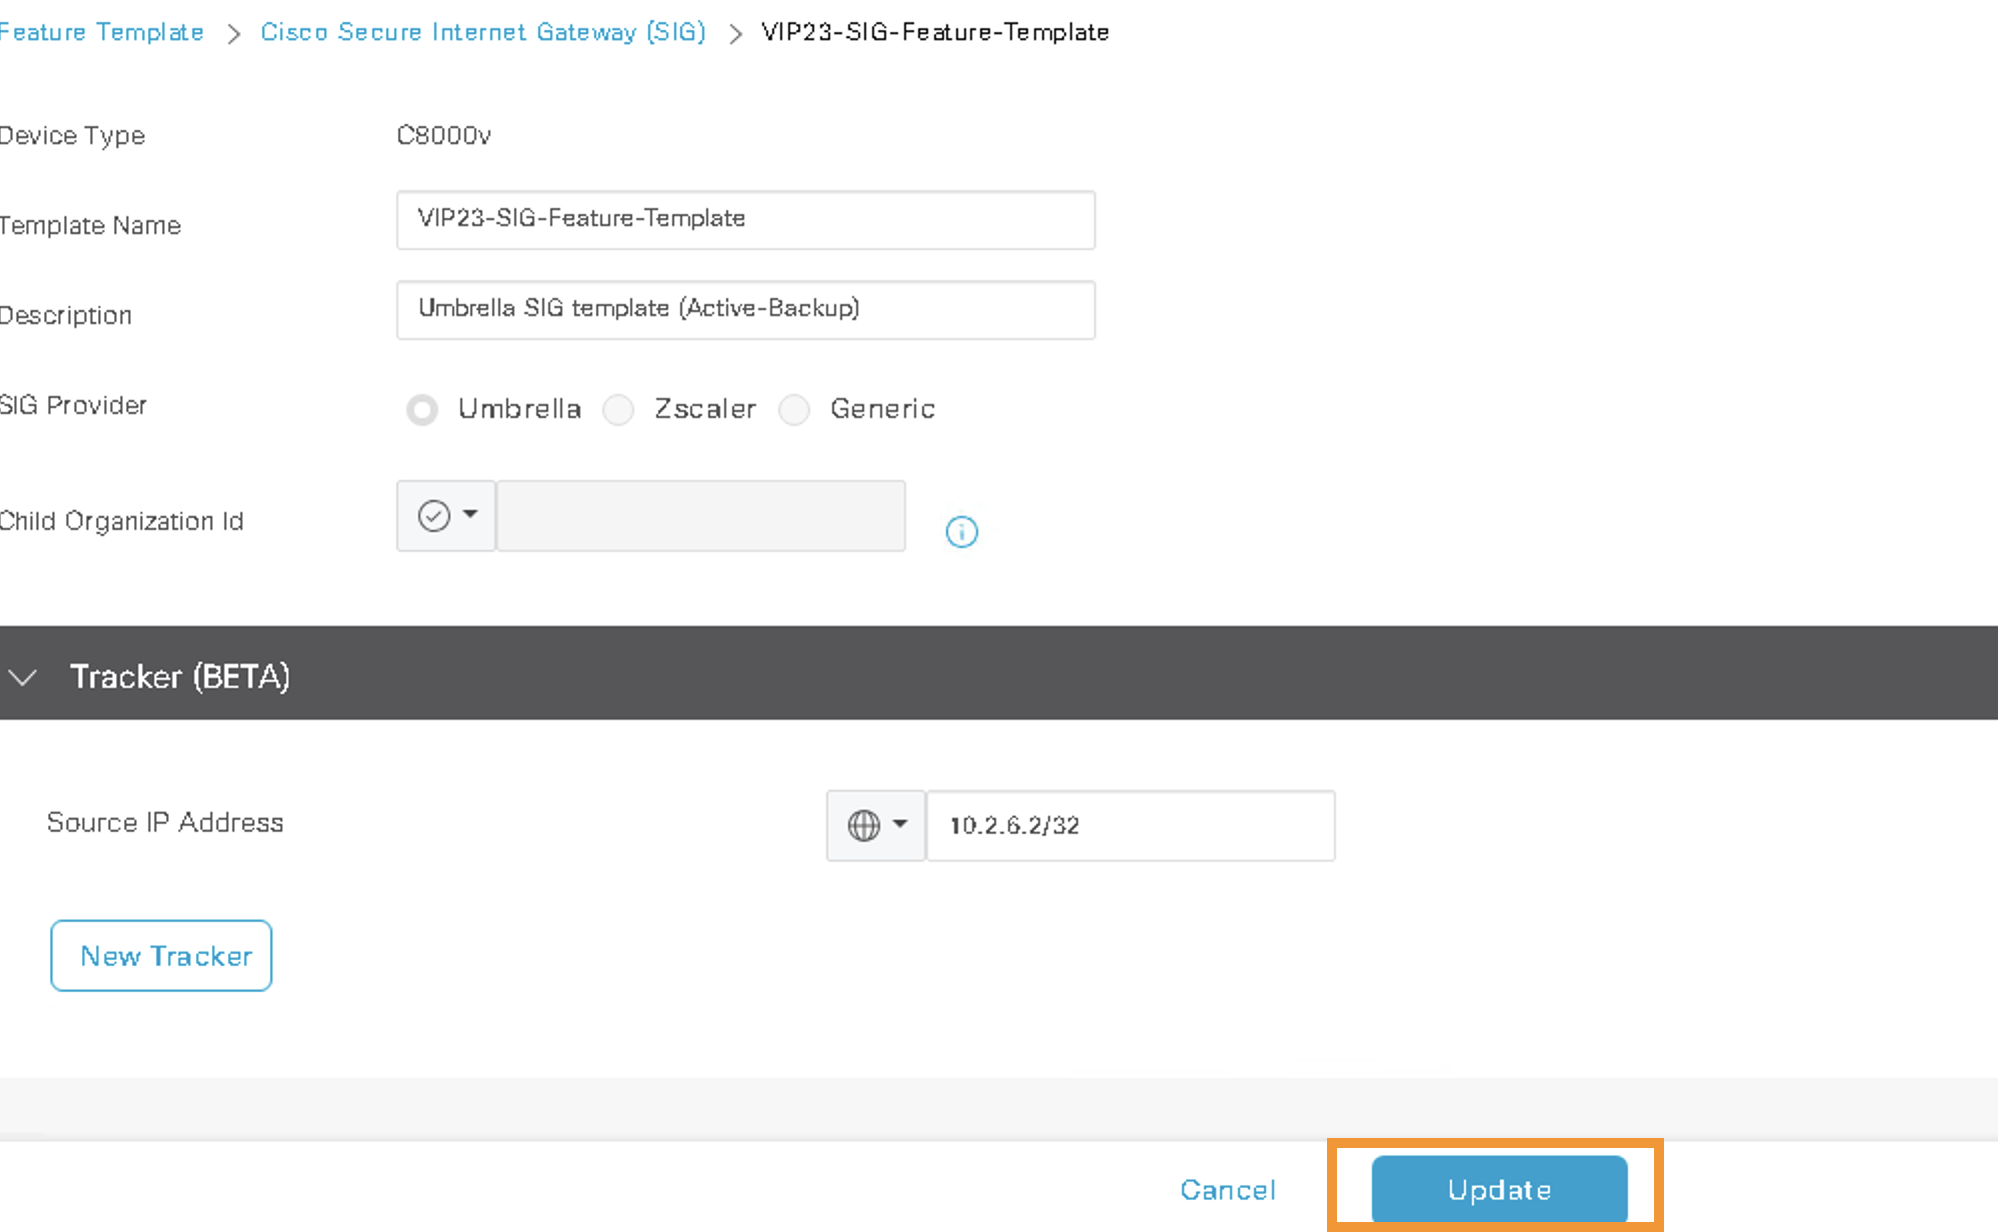 Feature Template > Cisco Secure Internet Gateway (SIG) > VIP23-SIG-Feature-Template
Device Type C8000v
Template Name VIP23-SIG-Feature-Template
Description Umbrella SIG template (Active-Backup)
SIG Provider Umbrella Zscaler Generic
Child Organization Id
Tracker (BETA)
Source IP Address 10.2.6.2/32
New Tracker
Cancel Update